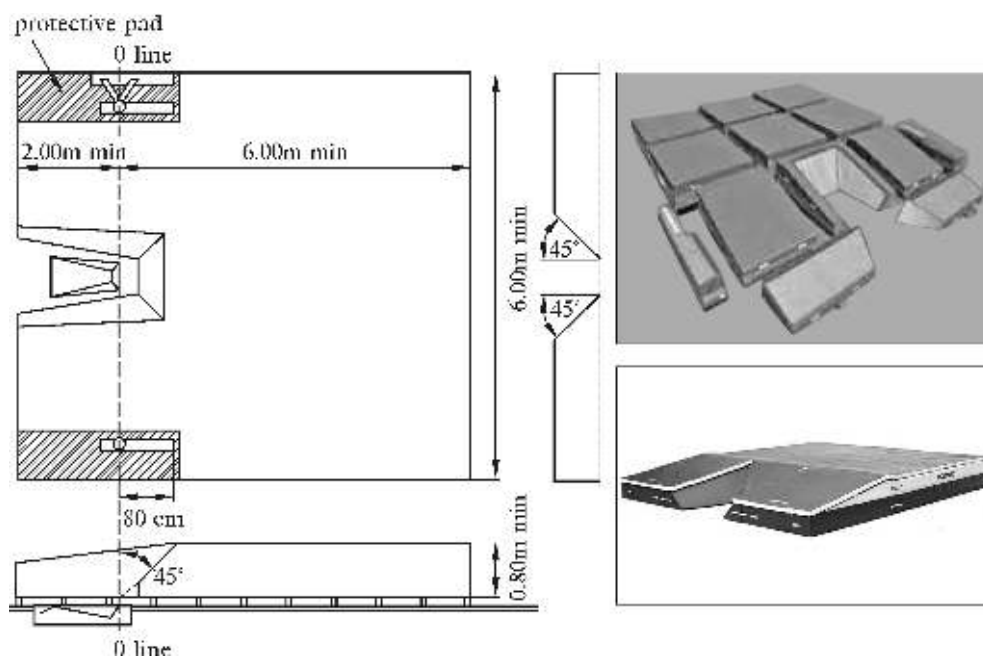 protective pad
0 line
2.00m min
6.00m min
6.00m min
45°
45°
80 cm
45°
0.80m min
0 line